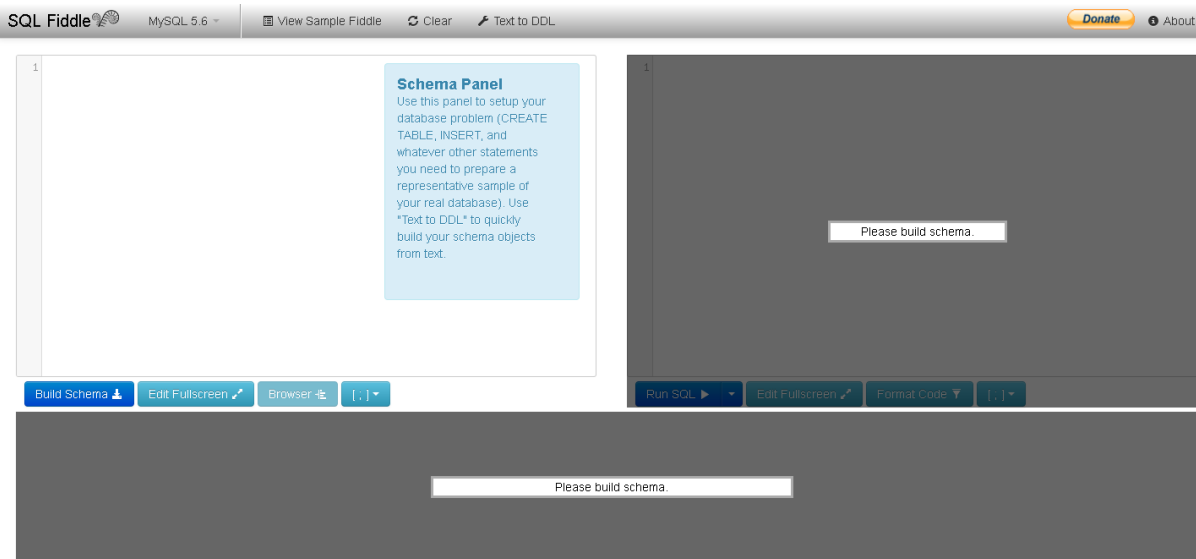 SQL Fiddle MySQL 5.6 View Sample Fiddle Clear Text to DDL Donate About
1
Schema Panel
Use this panel to setup your
database problem (CREATE
TABLE, INSERT, and
whatever other statements
you need to prepare a
representative sample of
your real database). Use
"Text to DDL" to quickly
build your schema objects
from text.
1
Please build schema.
Build Schema Edit Fullscreen Browser [ ; ]
Run SQL Edit Fullscreen Format Code [ ; ]
Please build schema.